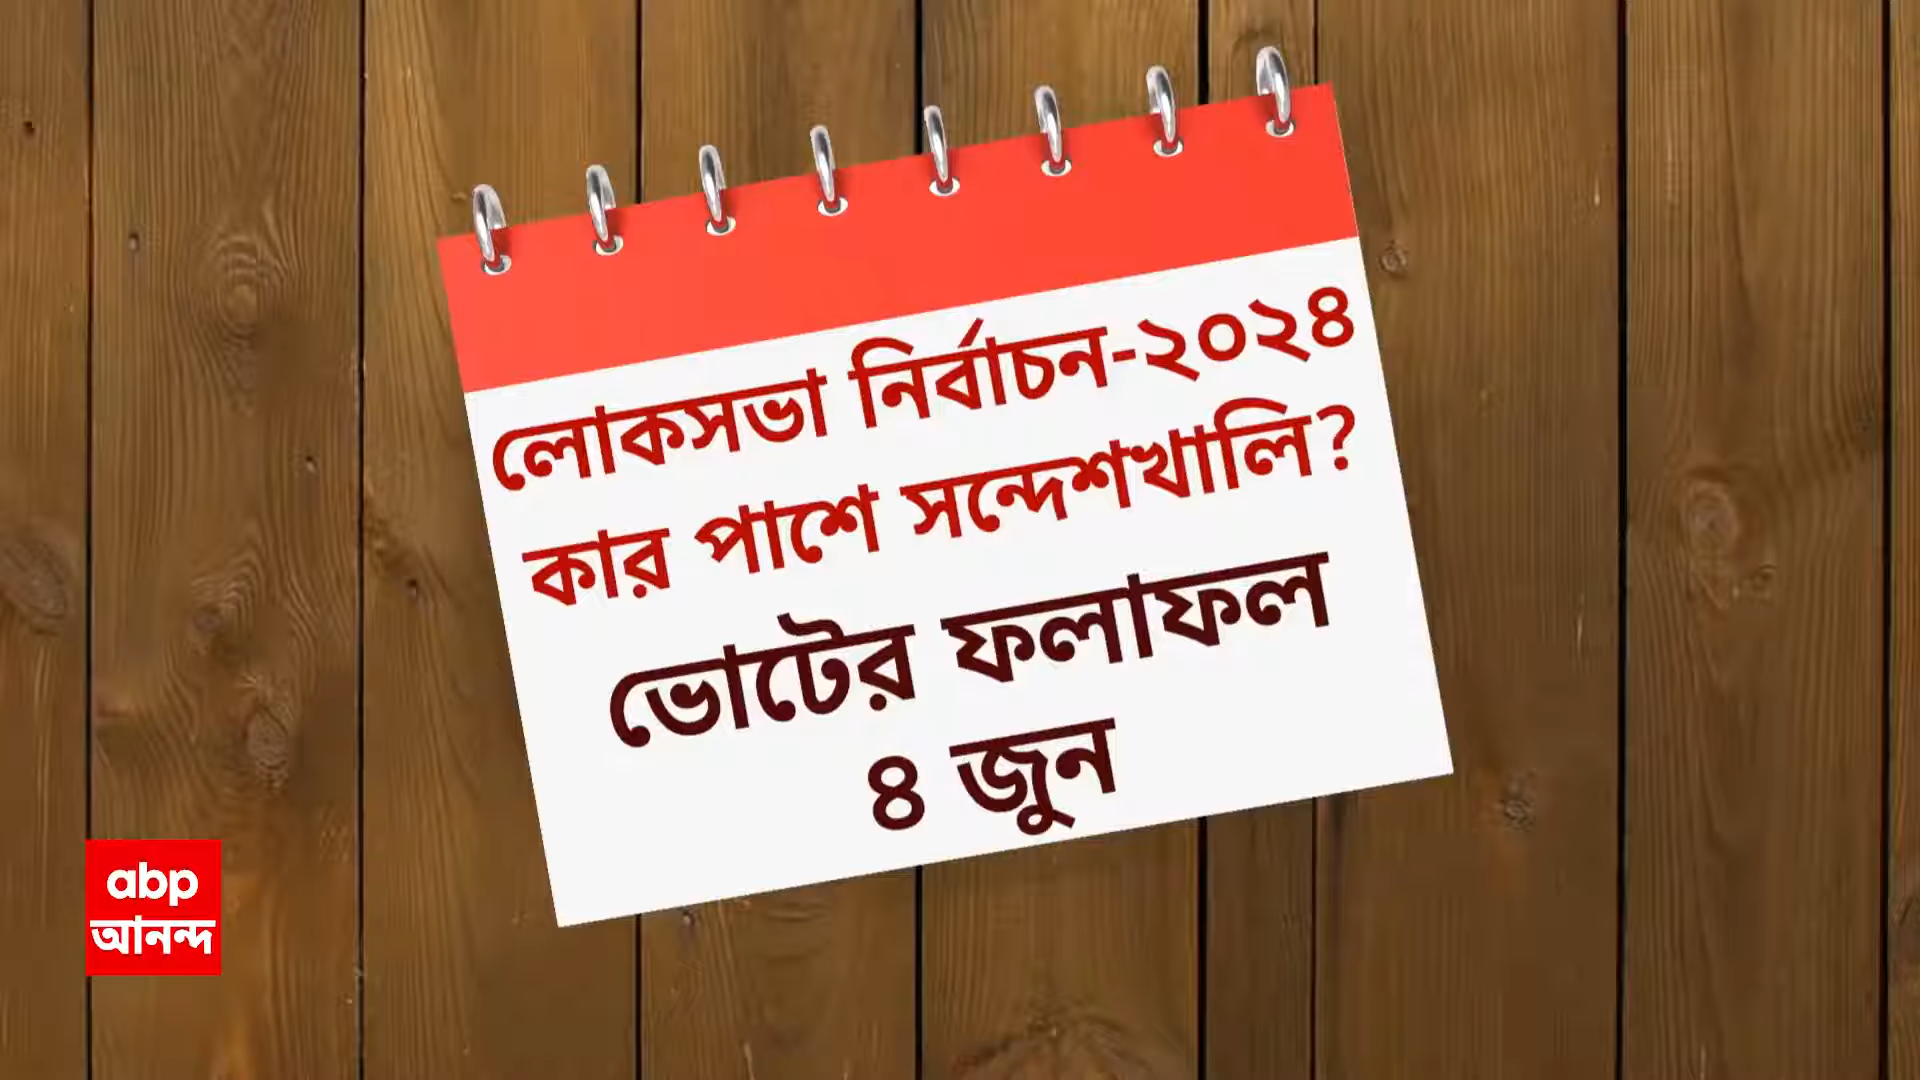 লোকসভা নির্বাচন-২০২৪
কার পাশে সন্দেশখালি?
ভোটের ফলাফল
৪ জুন
abp
আনন্দ